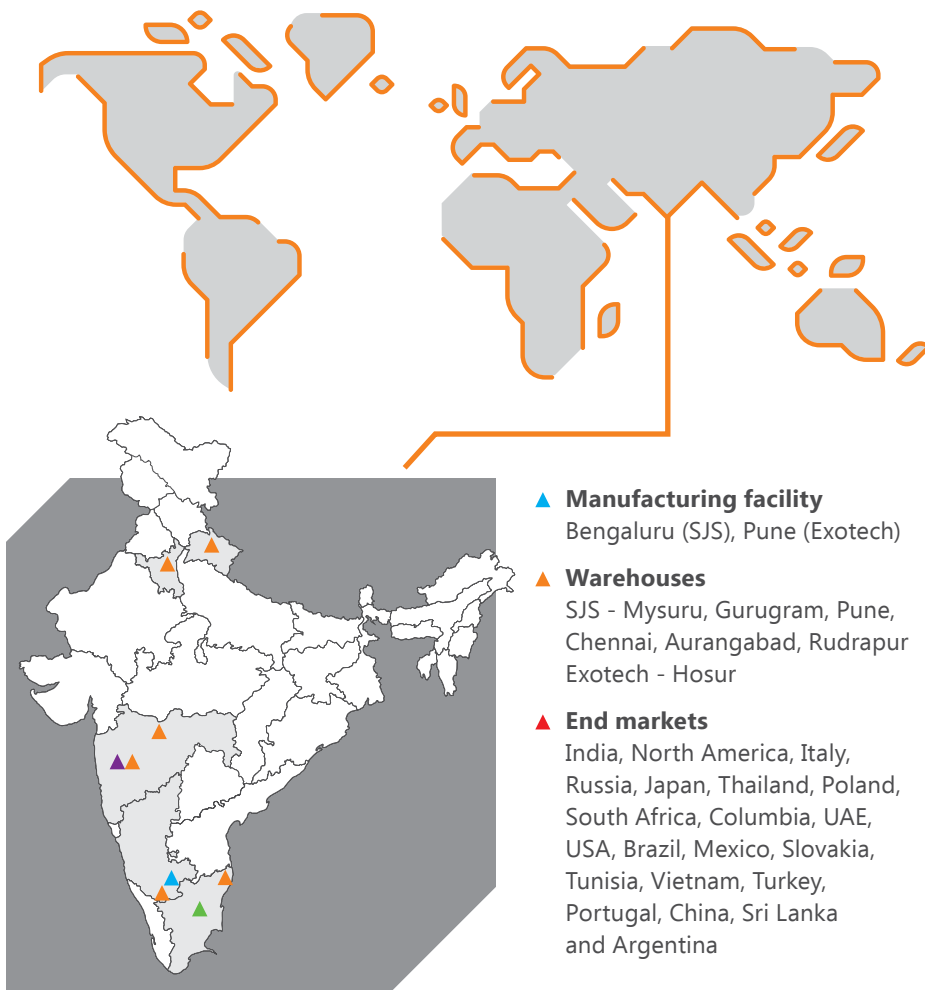 Manufacturing facility
Bengaluru (SJS), Pune (Exotech)
Warehouses
SJS - Mysuru, Gurugram, Pune,
Chennai, Aurangabad, Rudrapur
Exotech - Hosur
End markets
India, North America, Italy,
Russia, Japan, Thailand, Poland,
South Africa, Columbia, UAE,
USA, Brazil, Mexico, Slovakia,
Tunisia, Vietnam, Turkey,
Portugal, China, Sri Lanka
and Argentina